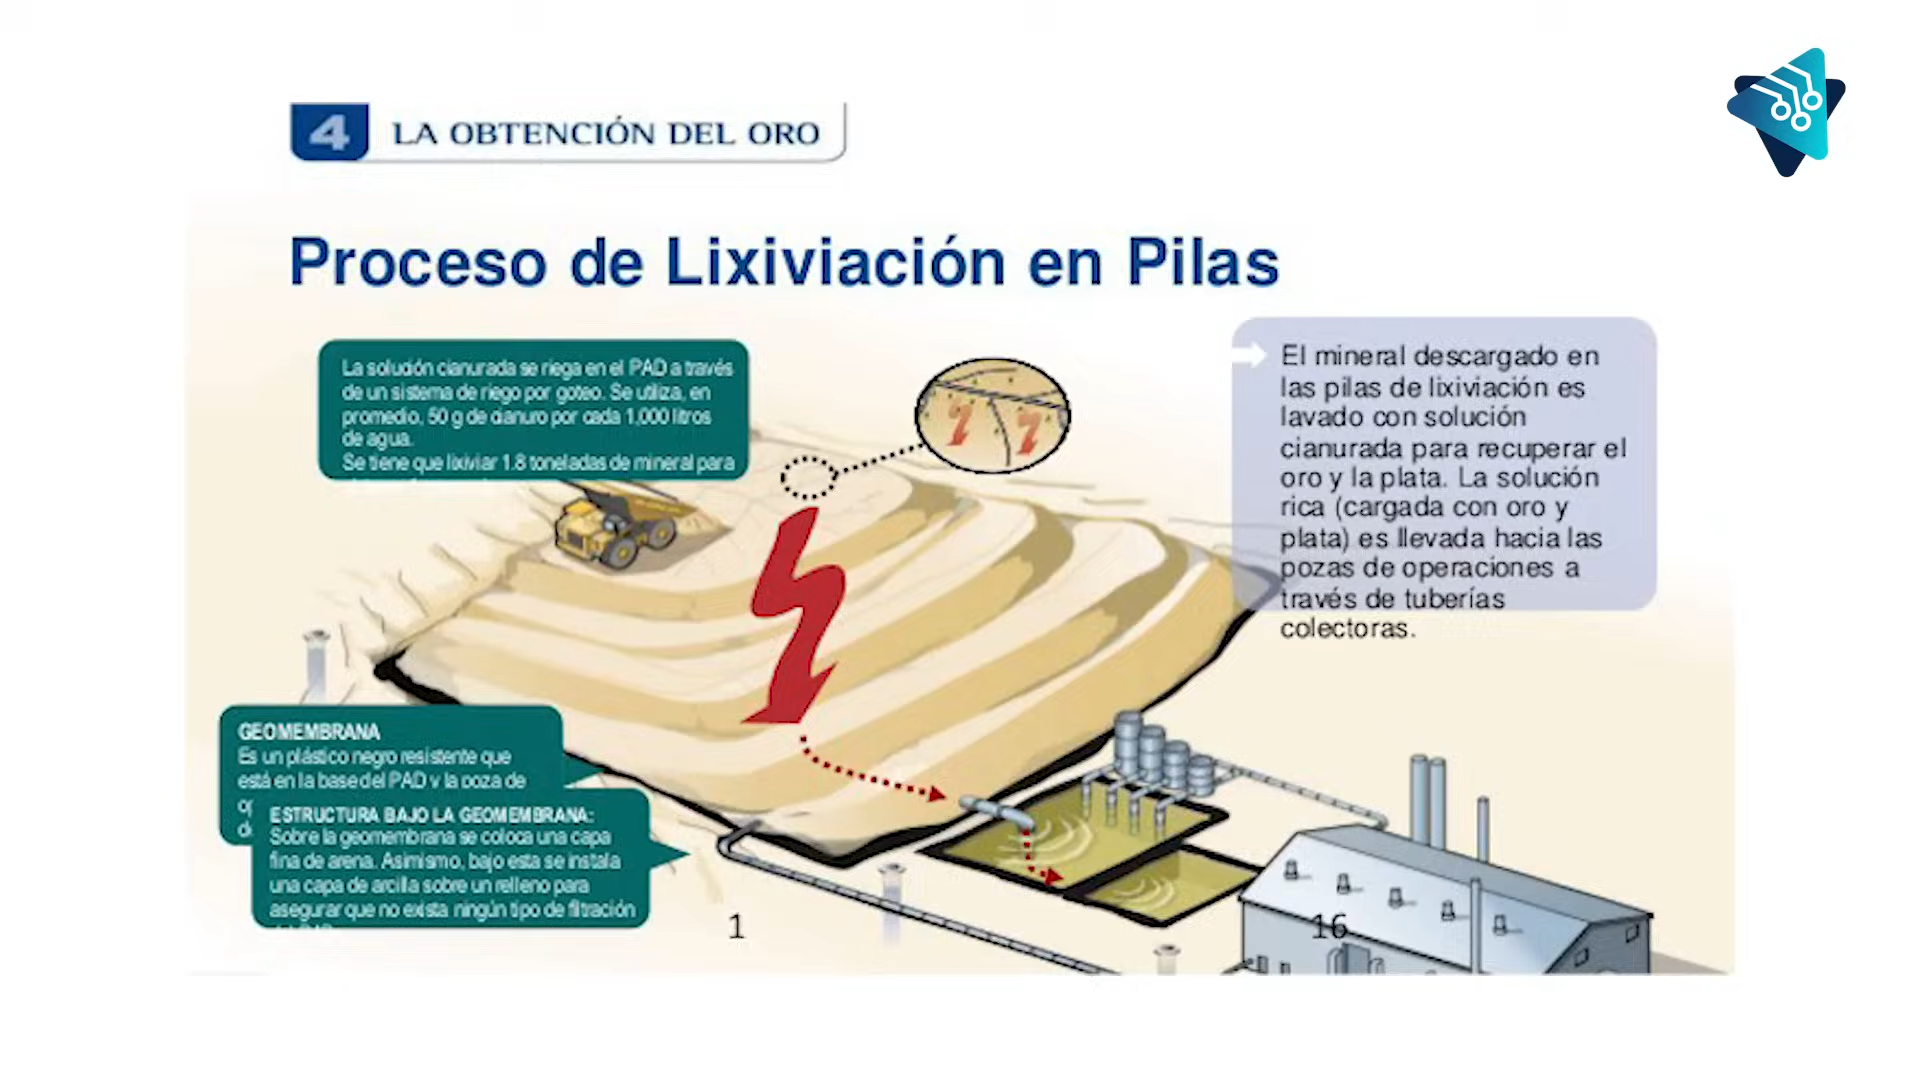 4 LA OBTENCIÓN DEL ORO
Proceso de Lixiviación en Pilas
La solución cianurada se riega en el PAD a través
de un sistema de riego por goteo. Se utiliza, en
promedio, 50 g de cianuro por cada 1,000 litros
de agua.
Se tiene que lixiviar 1.8 toneladas de mineral para
El mineral descargado en
las pilas de lixiviación es
lavado con solución
cianurada para recuperar el
oro y la plata. La solución
rica (cargada con oro y
plata) es llevada hacia las
pozas de operaciones a
través de tuberías
colectoras.
GEOMEMBRANA
Es un plástico negro resistente que
está en la base del PAD y la poza de
ESTRUCTURA BAJO LA GEOMEMBRANA:
Sobre la geomembrana se coloca una capa
fina de arena. Asimismo, bajo esta se instala
una capa de arcilla sobre un relleno para
asegurar que no exista ningún tipo de filtración
1
16